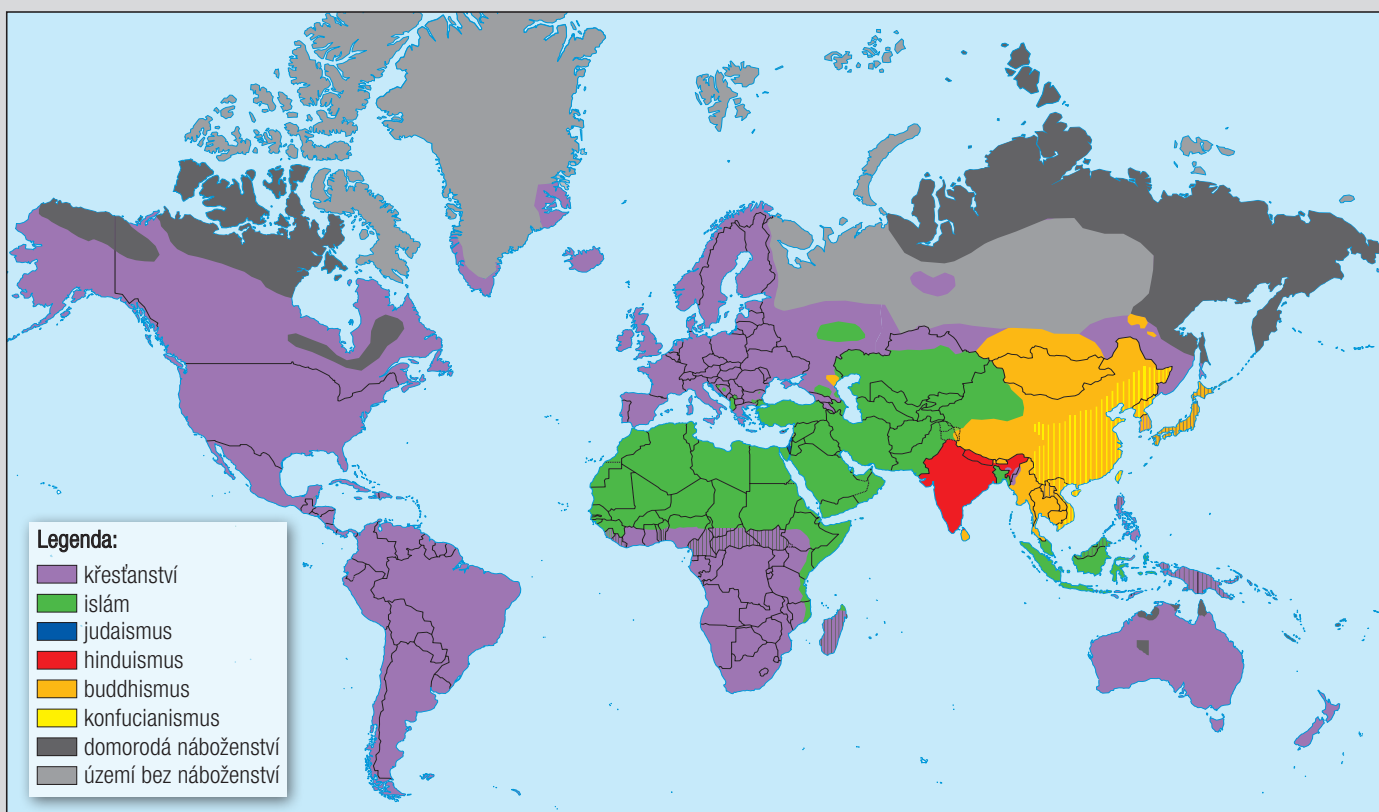 Legenda:
křesťanství
islám
judaismus
hinduismus
buddhismus
konfucianismus
domorodá náboženství
území bez náboženství